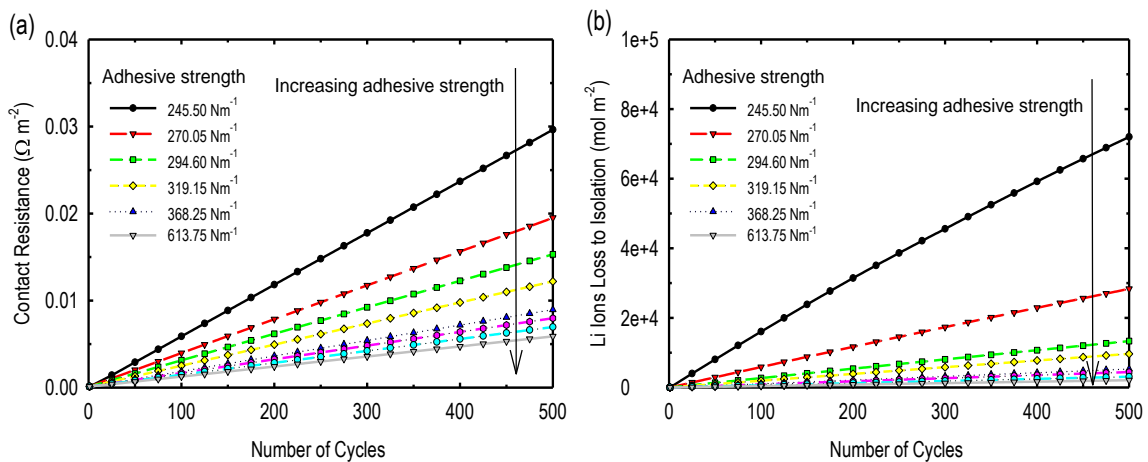 (a)
0.04
0.03
0.02
0.01
0.00
Contact Resistance (Ω m⁻²)
Adhesive strength
245.50 Nm⁻¹
270.05 Nm⁻¹
294.60 Nm⁻¹
319.15 Nm⁻¹
368.25 Nm⁻¹
613.75 Nm⁻¹
Increasing adhesive strength
0 100 200 300 400 500
Number of Cycles
(b)
1e+5
8e+4
6e+4
4e+4
2e+4
0
Li Ions Loss to Isolation (mol m⁻²)
Adhesive strength
245.50 Nm⁻¹
270.05 Nm⁻¹
294.60 Nm⁻¹
319.15 Nm⁻¹
368.25 Nm⁻¹
613.75 Nm⁻¹
Increasing adhesive strength
0 100 200 300 400 500
Number of Cycles